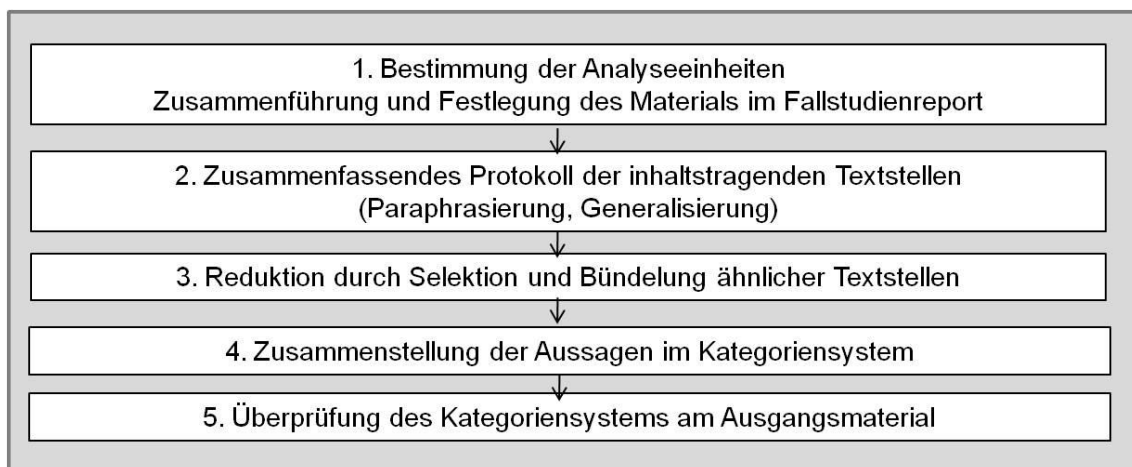 1. Bestimmung der Analyseeinheiten
Zusammenführung und Festlegung des Materials im Fallstudienreport
2. Zusammenfassendes Protokoll der inhaltstragenden Textstellen
(Paraphrasierung, Generalisierung)
3. Reduktion durch Selektion und Bündelung ähnlicher Textstellen
4. Zusammenstellung der Aussagen im Kategoriensystem
5. Überprüfung des Kategoriensystems am Ausgangsmaterial